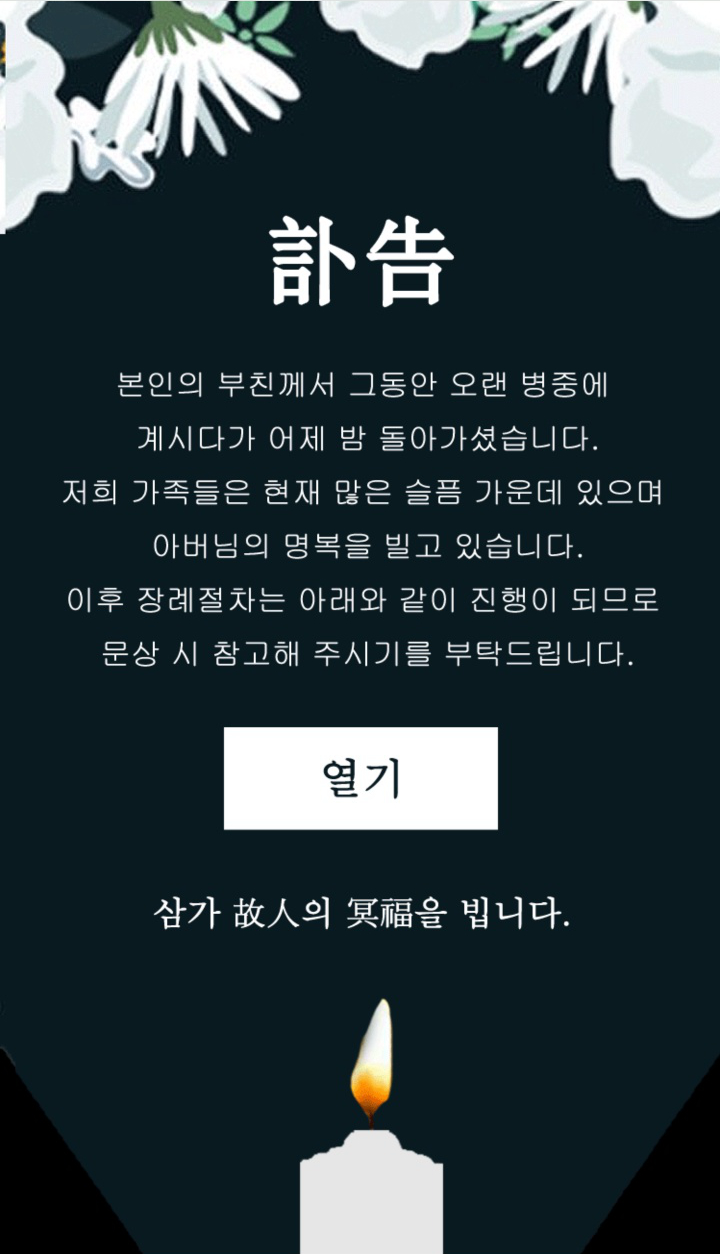 訃告
본인의 부친께서 그동안 오랜 병중에
계시다가 어제 밤 돌아가셨습니다.
저희 가족들은 현재 많은 슬픔 가운데 있으며
아버님의 명복을 빌고 있습니다.
이후 장례절차는 아래와 같이 진행이 되므로
문상 시 참고해 주시기를 부탁드립니다.
열기
삼가 故人의 冥福을 빕니다.